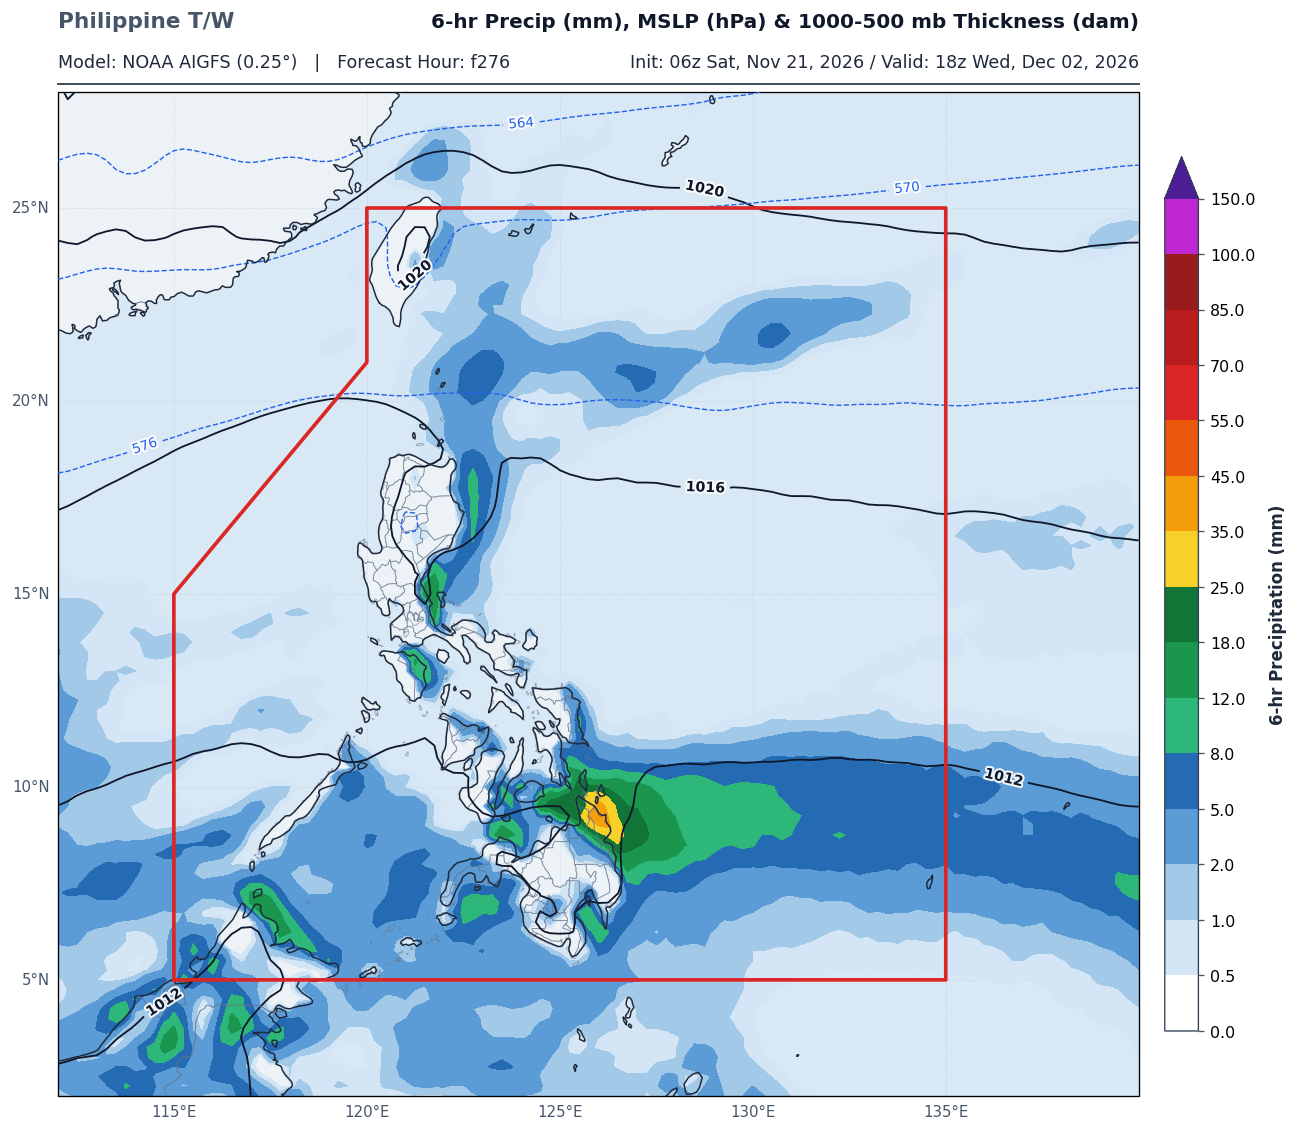 Philippine T/W
6-hr Precip (mm), MSLP (hPa) & 1000-500 mb Thickness (dam)
Model: NOAA AIGFS (0.25°)   |   Forecast Hour: f276
Init: 06z Sat, Nov 21, 2026 / Valid: 18z Wed, Dec 02, 2026
564
1020
570
1020
576
1016
1012
1012
25°N
20°N
15°N
10°N
5°N
115°E
120°E
125°E
130°E
135°E
150.0
100.0
85.0
70.0
55.0
45.0
35.0
25.0
18.0
12.0
8.0
5.0
2.0
1.0
0.5
0.0
6-hr Precipitation (mm)